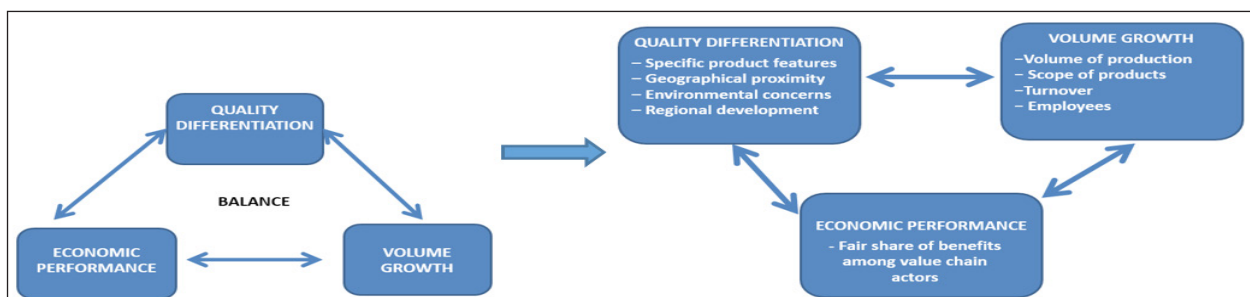 QUALITY
DIFFERENTIATION
BALANCE
ECONOMIC
PERFORMANCE
VOLUME
GROWTH
QUALITY DIFFERENTIATION
– Specific product features
– Geographical proximity
– Environmental concerns
– Regional development
VOLUME GROWTH
–Volume of production
– Scope of products
–Turnover
– Employees
ECONOMIC PERFORMANCE
- Fair share of benefits
among value chain
actors